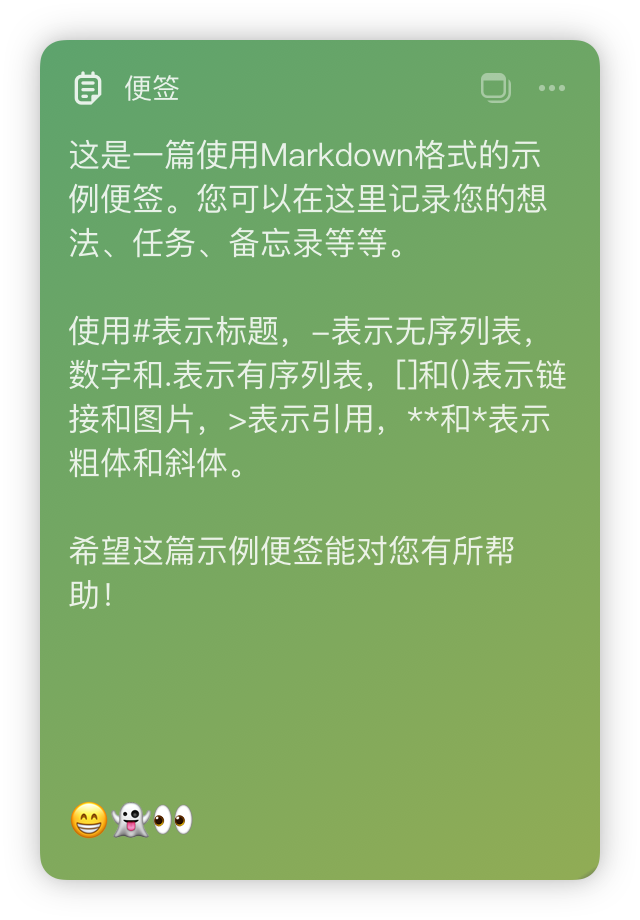 便签
这是一篇使用Markdown格式的示
例便签。您可以在这里记录您的想
法、任务、备忘录等等。
使用#表示标题，-表示无序列表，
数字和.表示有序列表，[]和()表示链
接和图片，>表示引用，**和*表示
粗体和斜体。
希望这篇示例便签能对您有所帮
助！
😁👻👀